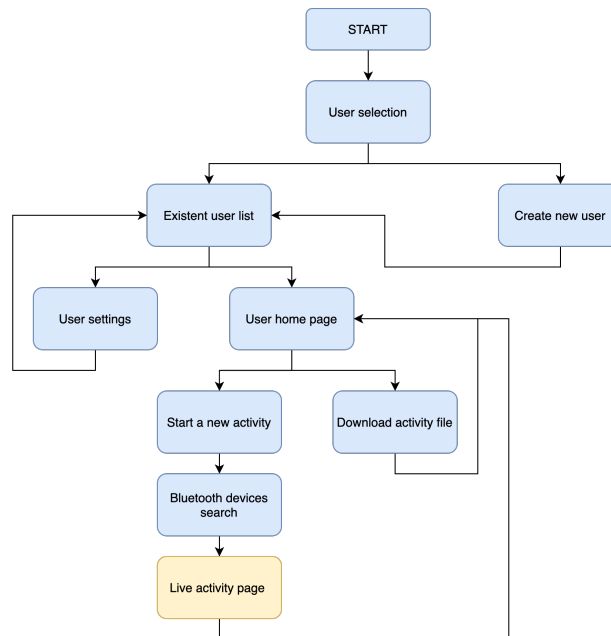 START
User selection
Existent user list
Create new user
User settings
User home page
Start a new activity
Download activity file
Bluetooth devices
search
Live activity page